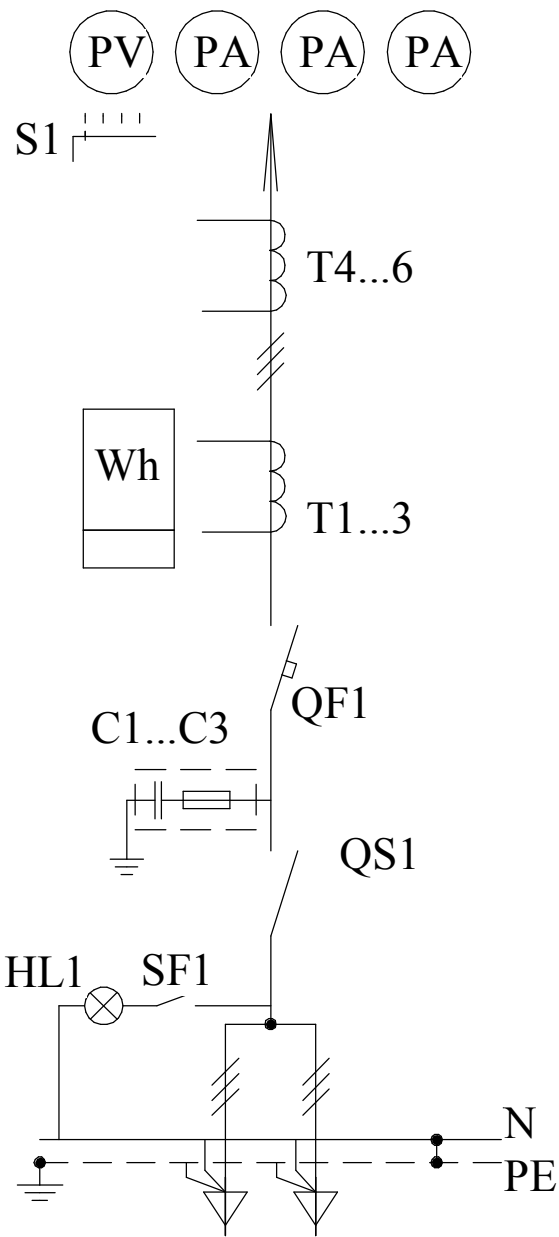 PV PA PA PA
S1
T4...6
Wh
T1...3
QF1
C1...C3
QS1
HL1 SF1
N
PE